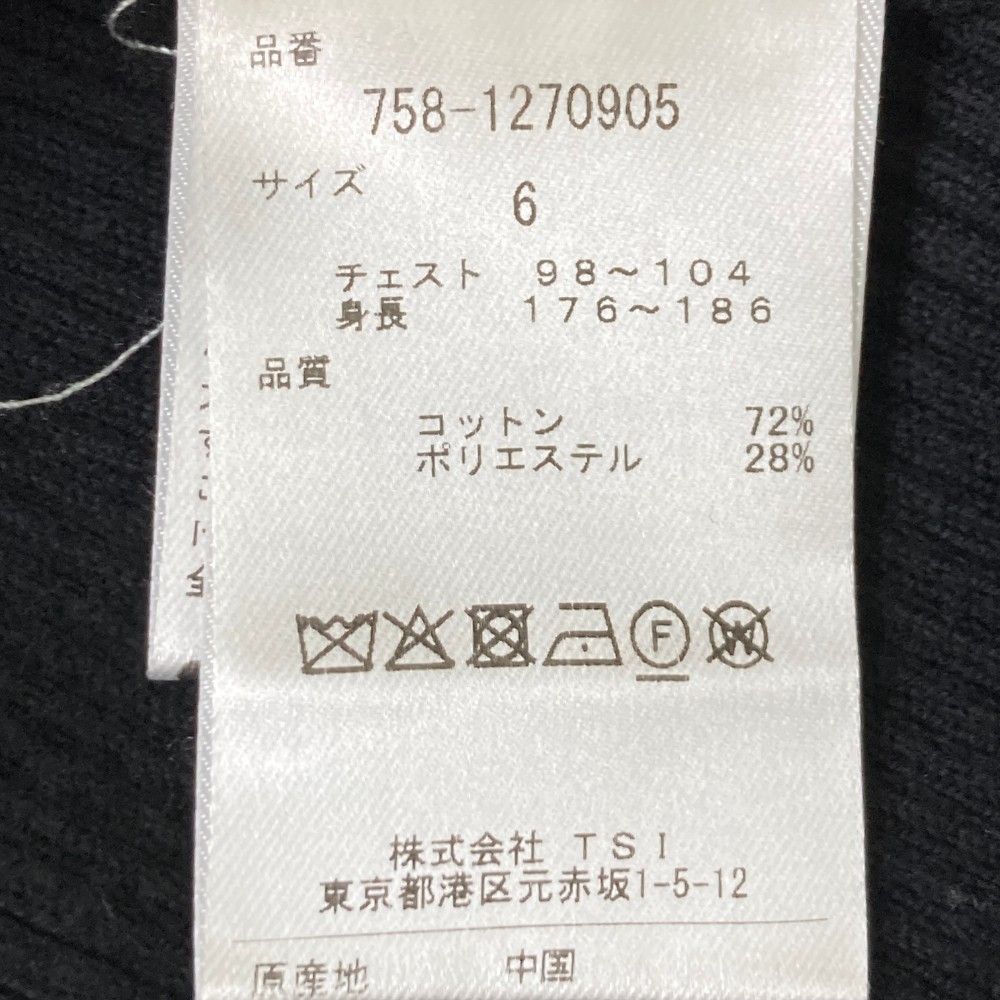 品番
758-1270905
サイズ
6
チェスト 98~104
身長 176~186
品質
コットン 72%
ポリエステル 28%
F
W
株式会社 TSI
東京都港区元赤坂1-5-12
原産地 中国